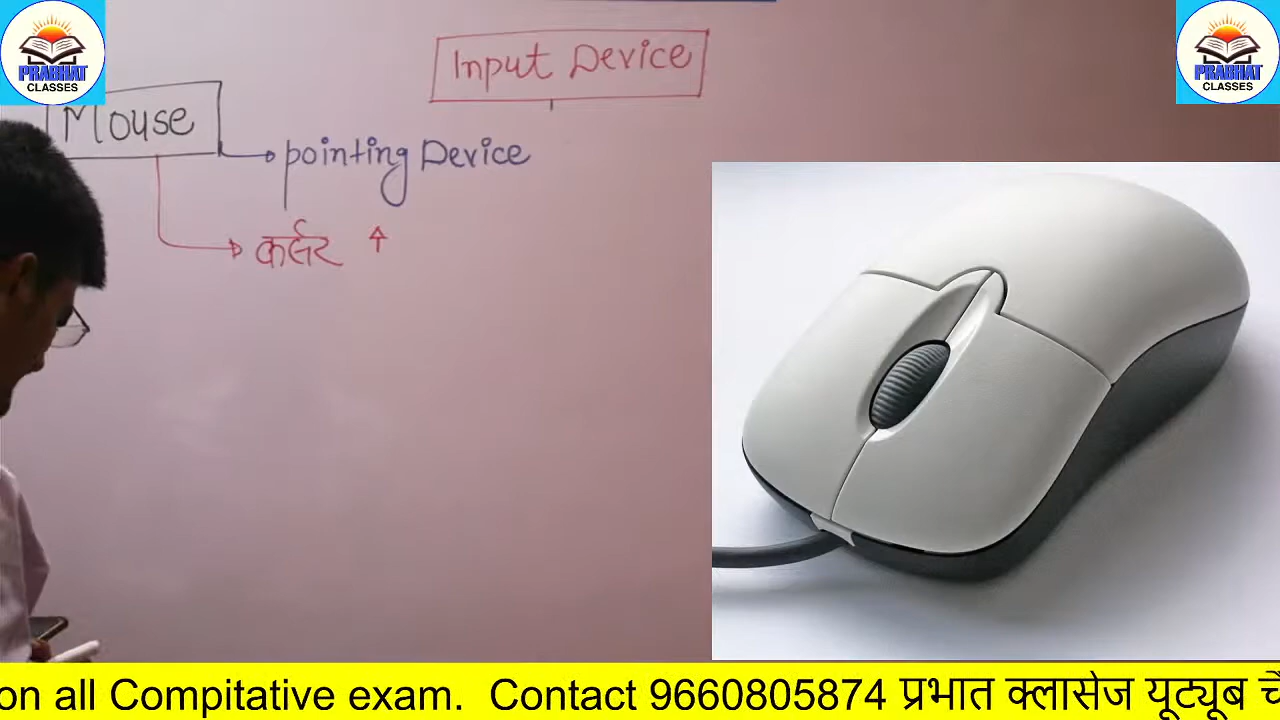 PRABHAT
CLASSES
PRABHAT
CLASSES
Input Device
Mouse
pointing Device
कर्सर
on all Compitative exam. Contact 9660805874 प्रभात क्लासेज यूट्यूब चै